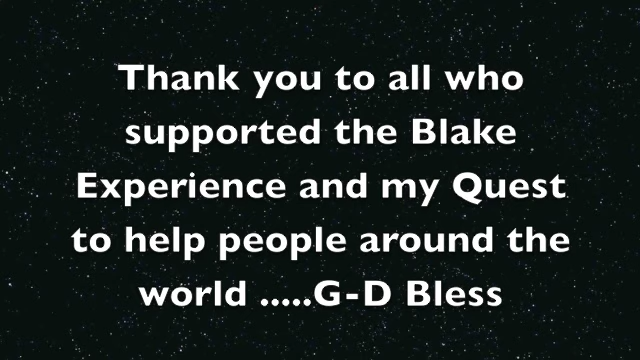 Thank you to all who
supported the Blake
Experience and my Quest
to help people around the
world .....G-D Bless